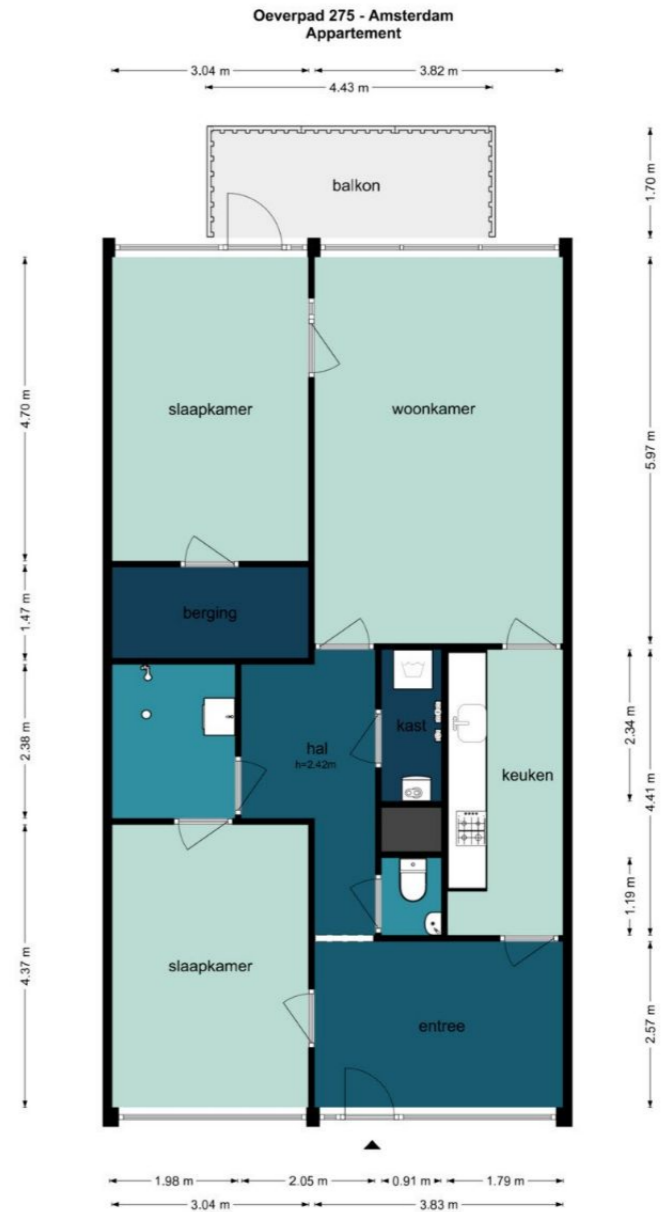 Oeverpad 275 - Amsterdam
Appartement
3.04 m
3.82 m
4.43 m
balkon
1.70 m
4.70 m
slaapkamer
woonkamer
5.97 m
1.47 m
berging
2.38 m
hal
h=2.42m
kast
keuken
2.34 m
4.41 m
1.19 m
4.37 m
slaapkamer
entree
2.57 m
1.98 m
2.05 m
0.91 m
1.79 m
3.04 m
3.83 m